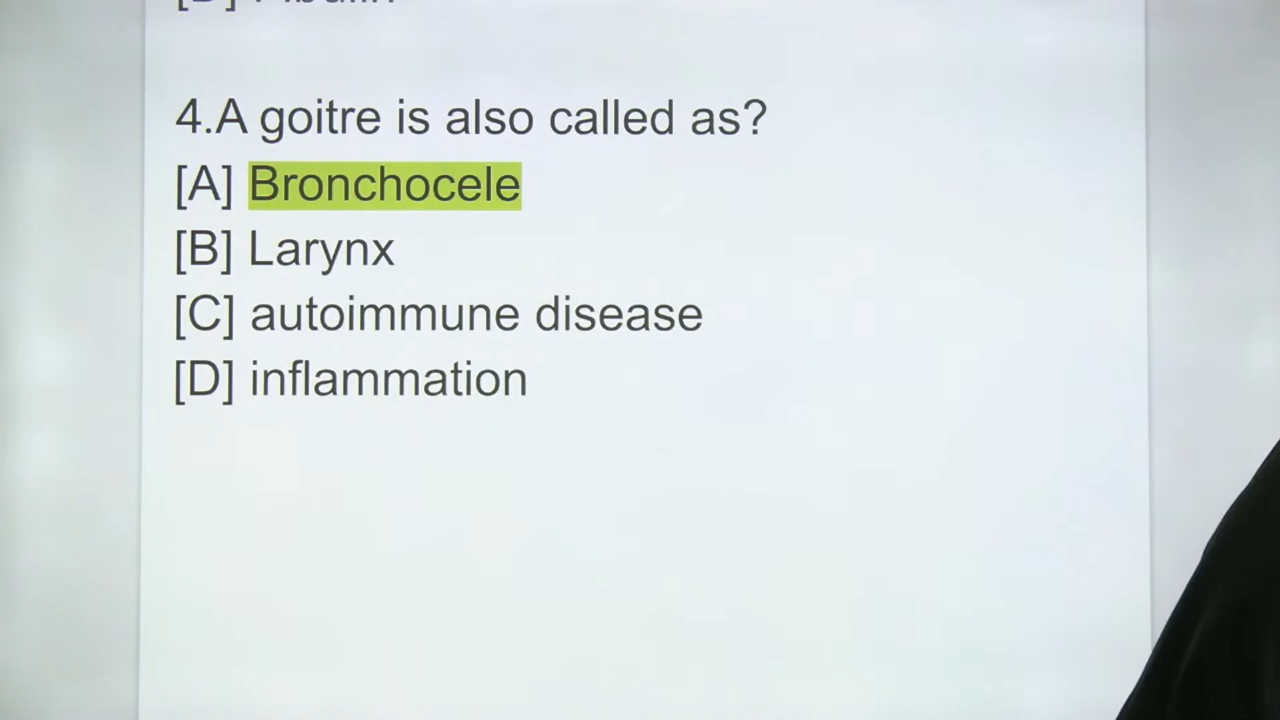 4.A goitre is also called as?
[A] Bronchocele
[B] Larynx
[C] autoimmune disease
[D] inflammation